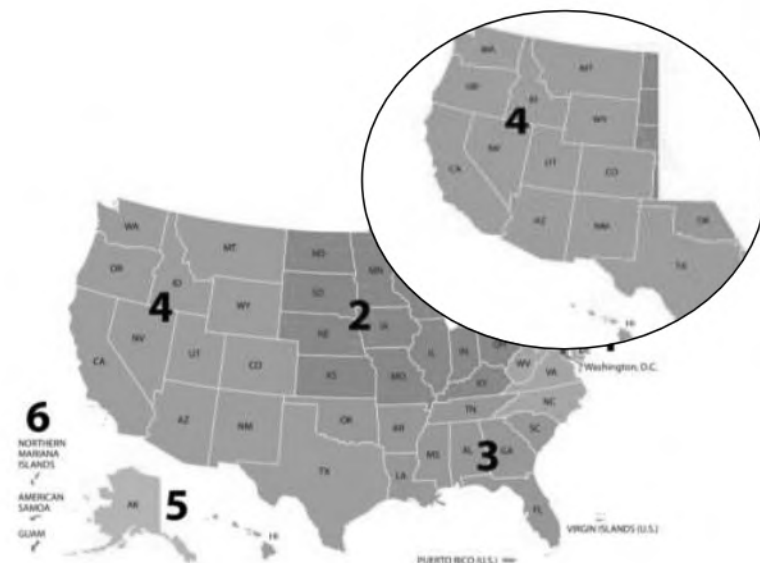 WA
MT
OR
ID
4
WY
NV
CA
UT
CO
AZ
NM
OK
TX
HI
WA
MT
ND
MN
OR
ID
SD
4
WY
2
IA
NE
NV
IL
IN
OH
UT
CO
CA
KS
MO
KY
WV
VA
Washington, D.C.
TN
NC
AZ
NM
OK
AR
SC
6
MS
AL
GA
3
NORTHERN
MARIANA
ISLANDS
TX
LA
AMERICAN
SAMOA
AK
5
FL
GUAM
HI
VIRGIN ISLANDS (U.S.)
PUERTO RICO (U.S.)